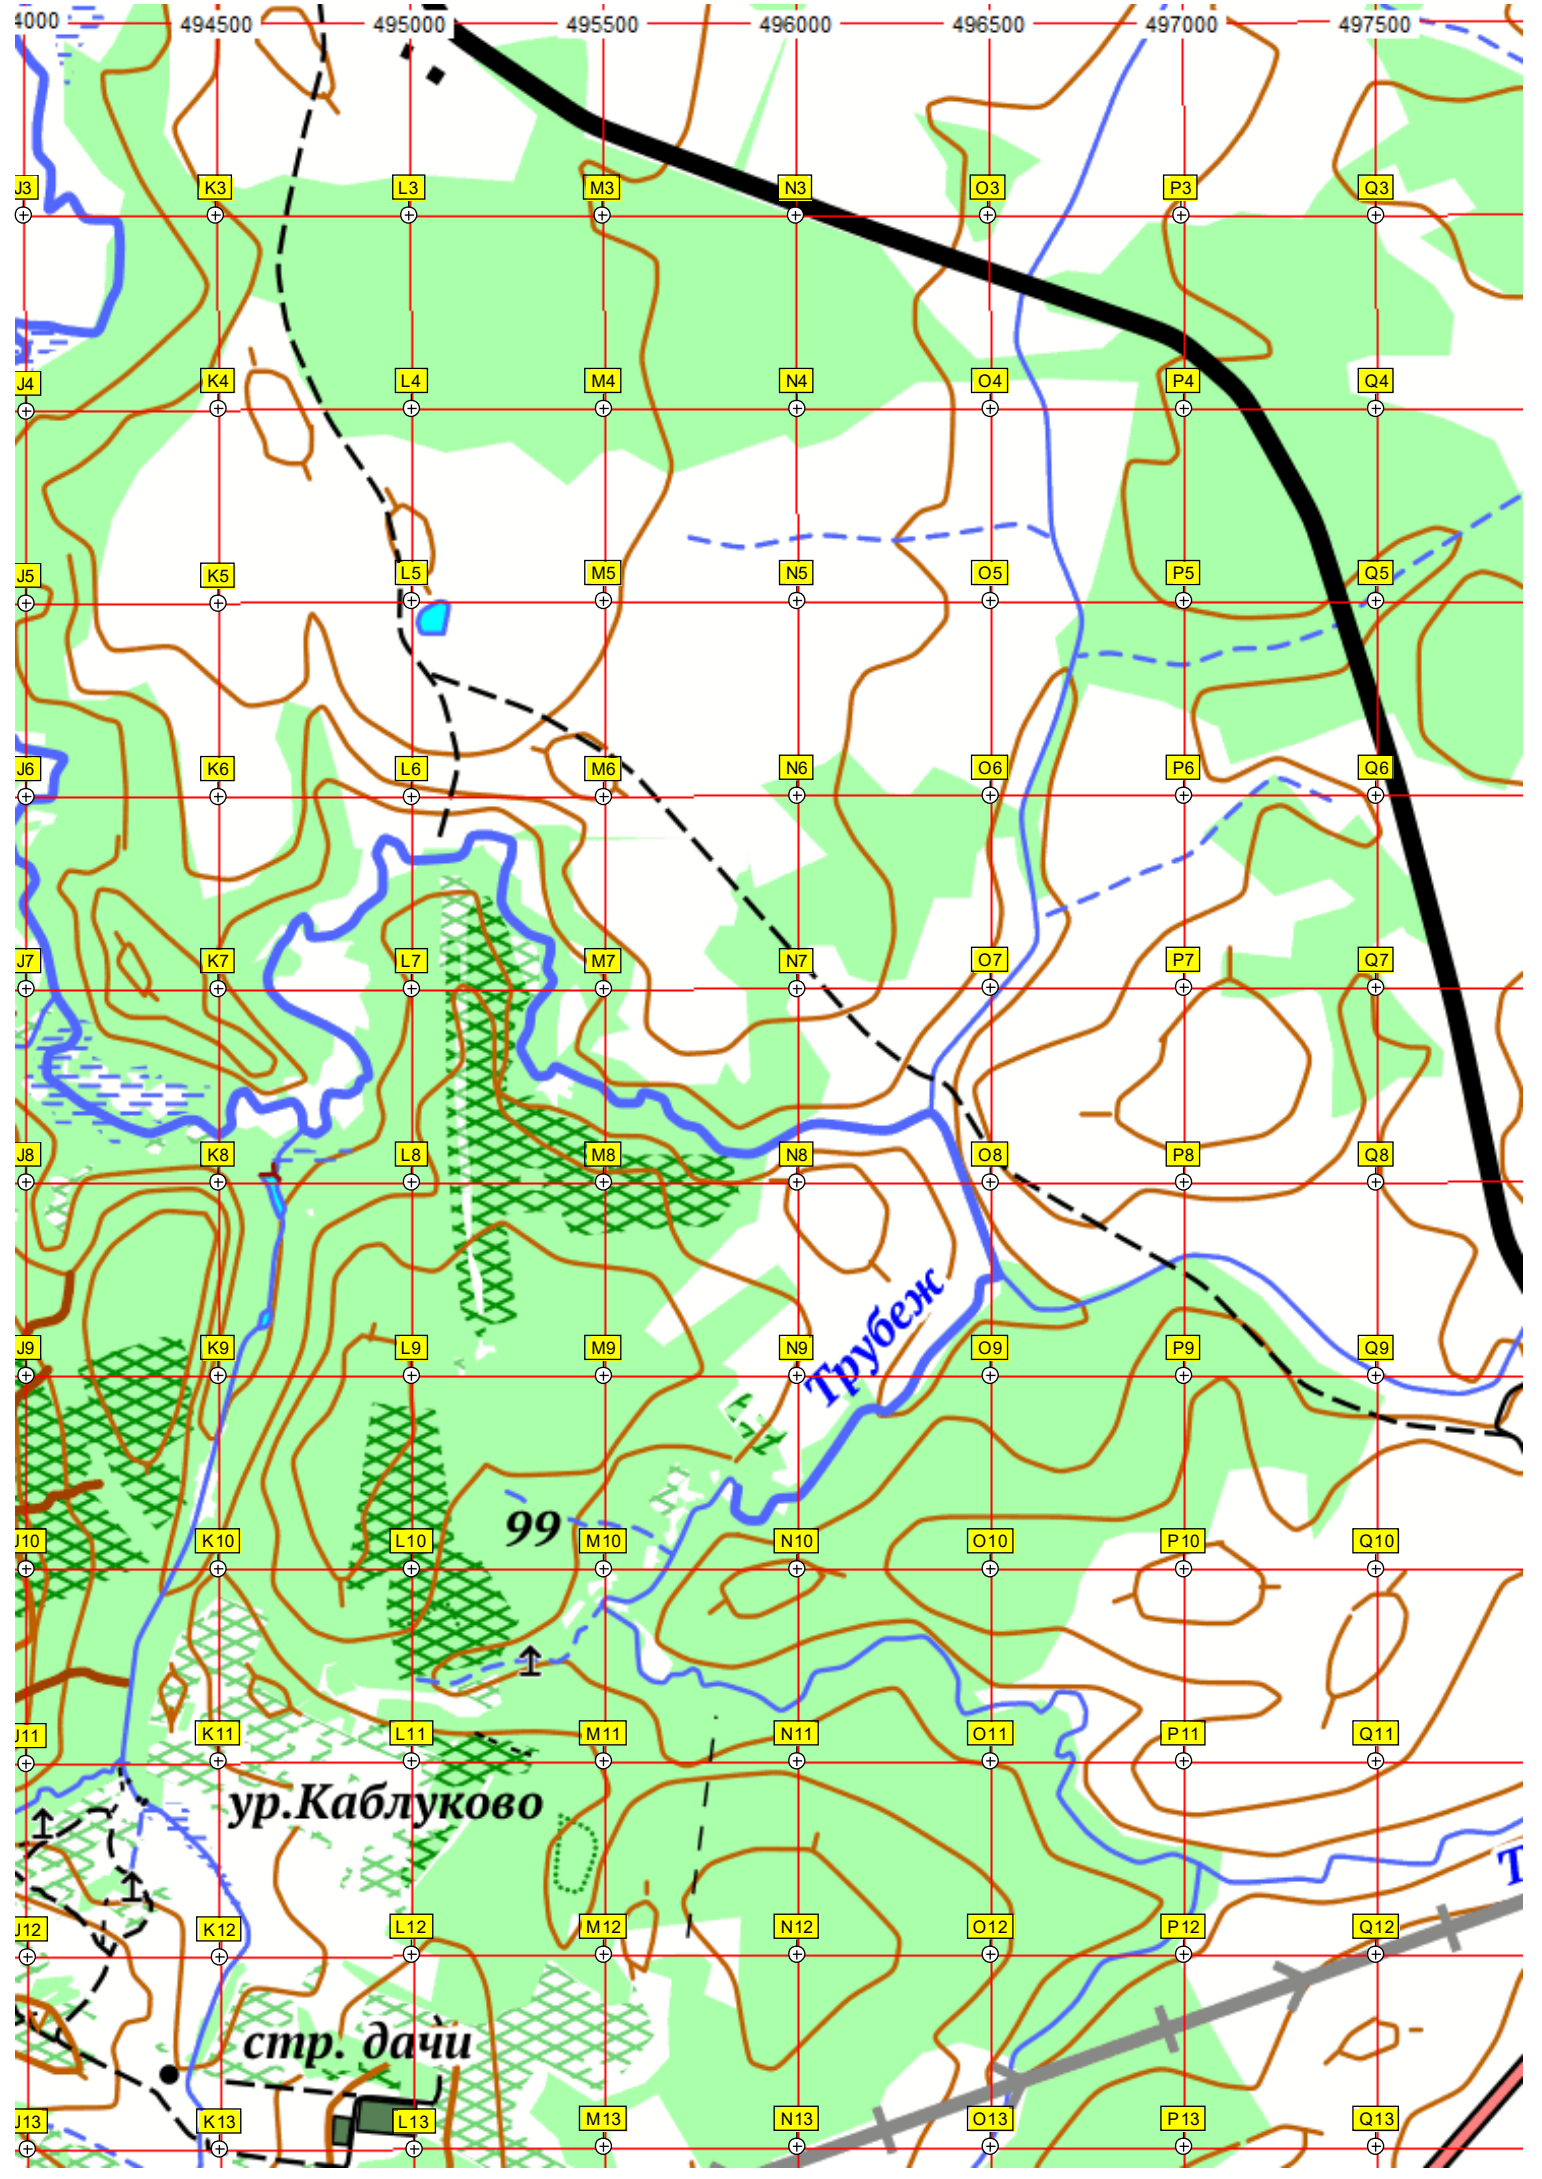 4000 494500 495000 495500 496000 496500 497000 497500
J3 K3 L3 M3 N3 O3 P3 Q3
J4 K4 L4 M4 N4 O4 P4 Q4
J5 K5 L5 M5 N5 O5 P5 Q5
J6 K6 L6 M6 N6 O6 P6 Q6
J7 K7 L7 M7 N7 O7 P7 Q7
J8 K8 L8 M8 N8 O8 P8 Q8
Трубеж
J9 K9 L9 M9 N9 O9 P9 Q9
99
J10 K10 L10 M10 N10 O10 P10 Q10
J11 K11 L11 M11 N11 O11 P11 Q11
ур.Каблуково
Т
J12 K12 L12 M12 N12 O12 P12 Q12
стр. дачи
J13 K13 L13 M13 N13 O13 P13 Q13